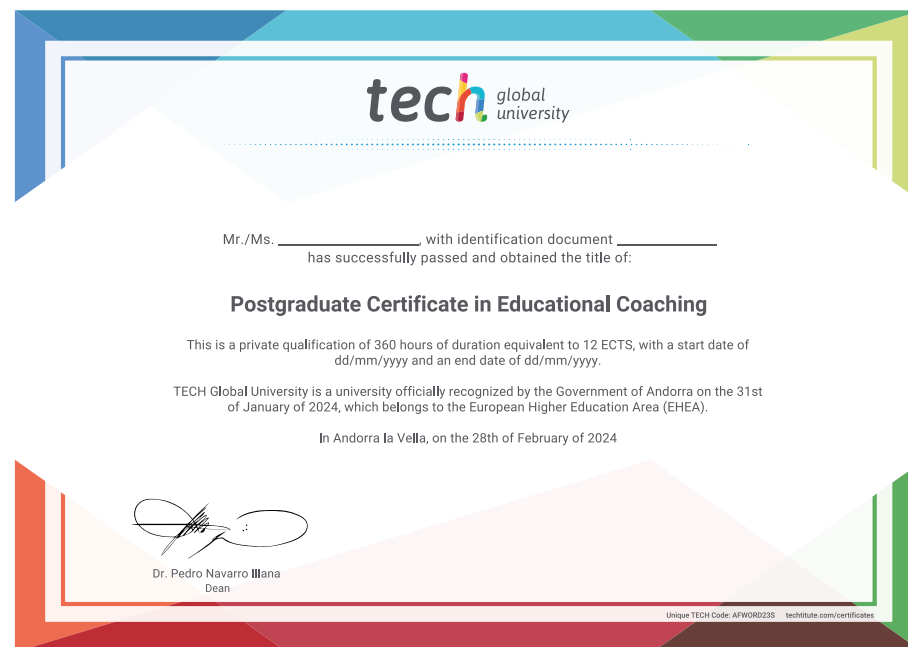 tech global
university
Mr./Ms. ________________, with identification document ____________
has successfully passed and obtained the title of:
Postgraduate Certificate in Educational Coaching
This is a private qualification of 360 hours of duration equivalent to 12 ECTS, with a start date of
dd/mm/yyyy and an end date of dd/mm/yyyy.
TECH Global University is a university officially recognized by the Government of Andorra on the 31st
of January of 2024, which belongs to the European Higher Education Area (EHEA).
In Andorra la Vella, on the 28th of February of 2024
Dr. Pedro Navarro Illana
Dean
Unique TECH Code: AFWORD23S techtitute.com/certificates